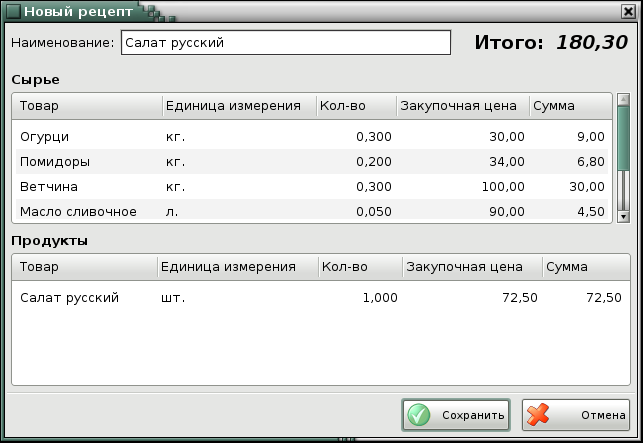 Новый рецепт
Наименование: Салат русский Итого: 180,30
Сырье
Товар Единица измерения Кол-во Закупочная цена Сумма
Огурци кг. 0,300 30,00 9,00
Помидоры кг. 0,200 34,00 6,80
Ветчина кг. 0,300 100,00 30,00
Масло сливочное л. 0,050 90,00 4,50
Продукты
Товар Единица измерения Кол-во Закупочная цена Сумма
Салат русский шт. 1,000 72,50 72,50
Сохранить Отмена